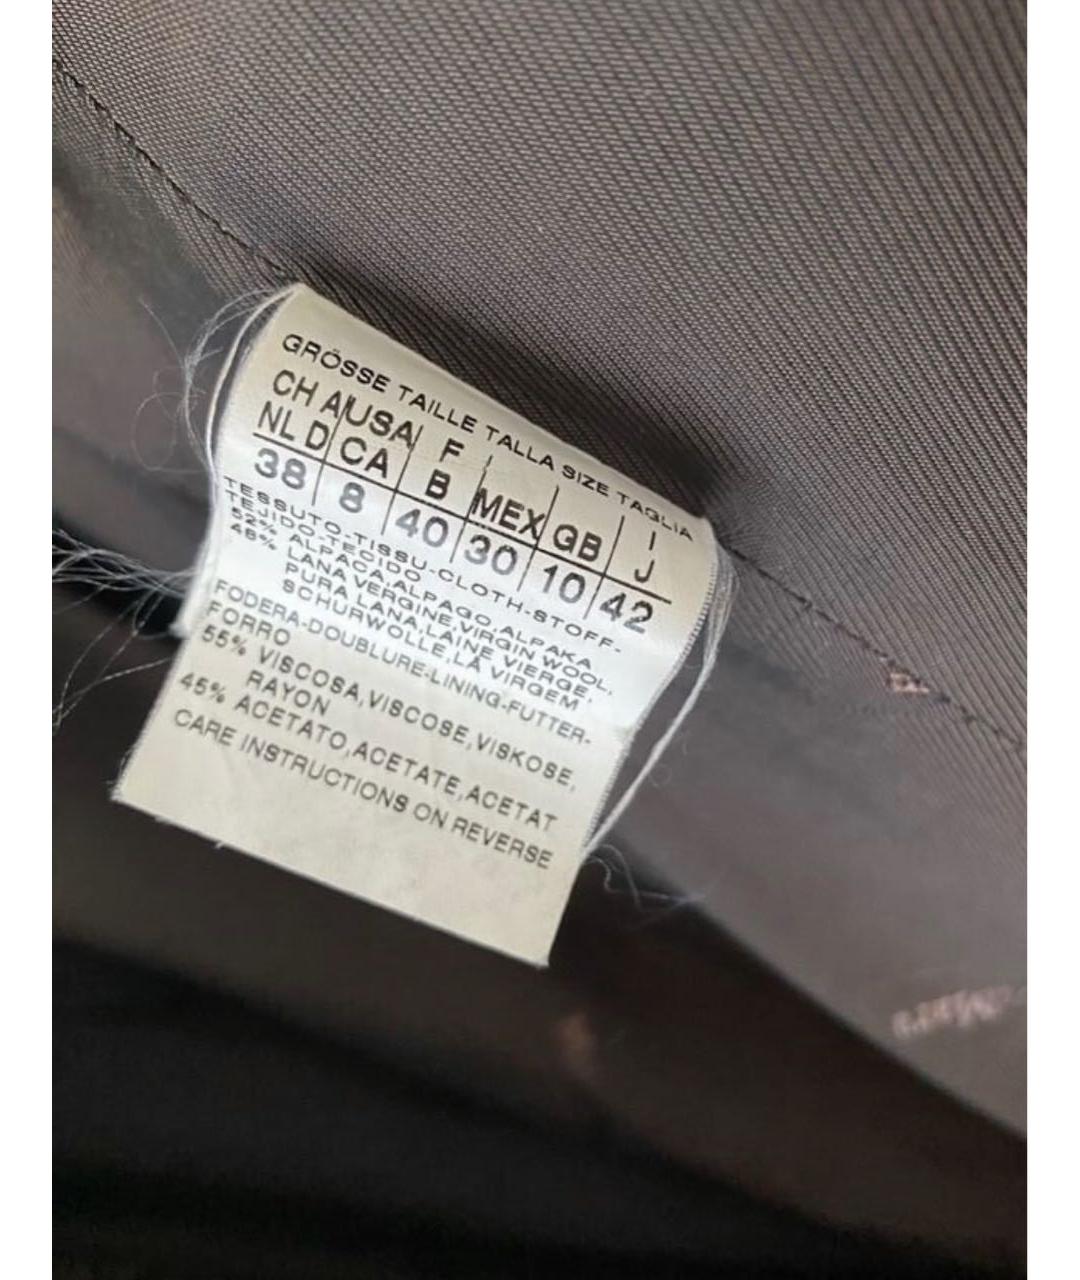 GRÖSSE TAILLE TALLA SIZE TAGLIA
CH A USA F I
NL D CA B MEX GB J
38 8 40 30 10 42
TESSUTO-TISSU-CLOTH-STOFF-
TEJIDO-TECIDO
52% ALPACA,ALPAGO,ALPAKA
48% LANA VERGINE,VIRGIN WOOL,
PURA LANA,LAINE VIERGE,
SCHURWOLLE,LÃ VIRGEM
FODERA-DOUBLURE-LINING-FUTTER-
FORRO
55% VISCOSA,VISCOSE,VISKOSE,
RAYON
45% ACETATO,ACETATE,ACETAT
CARE INSTRUCTIONS ON REVERSE